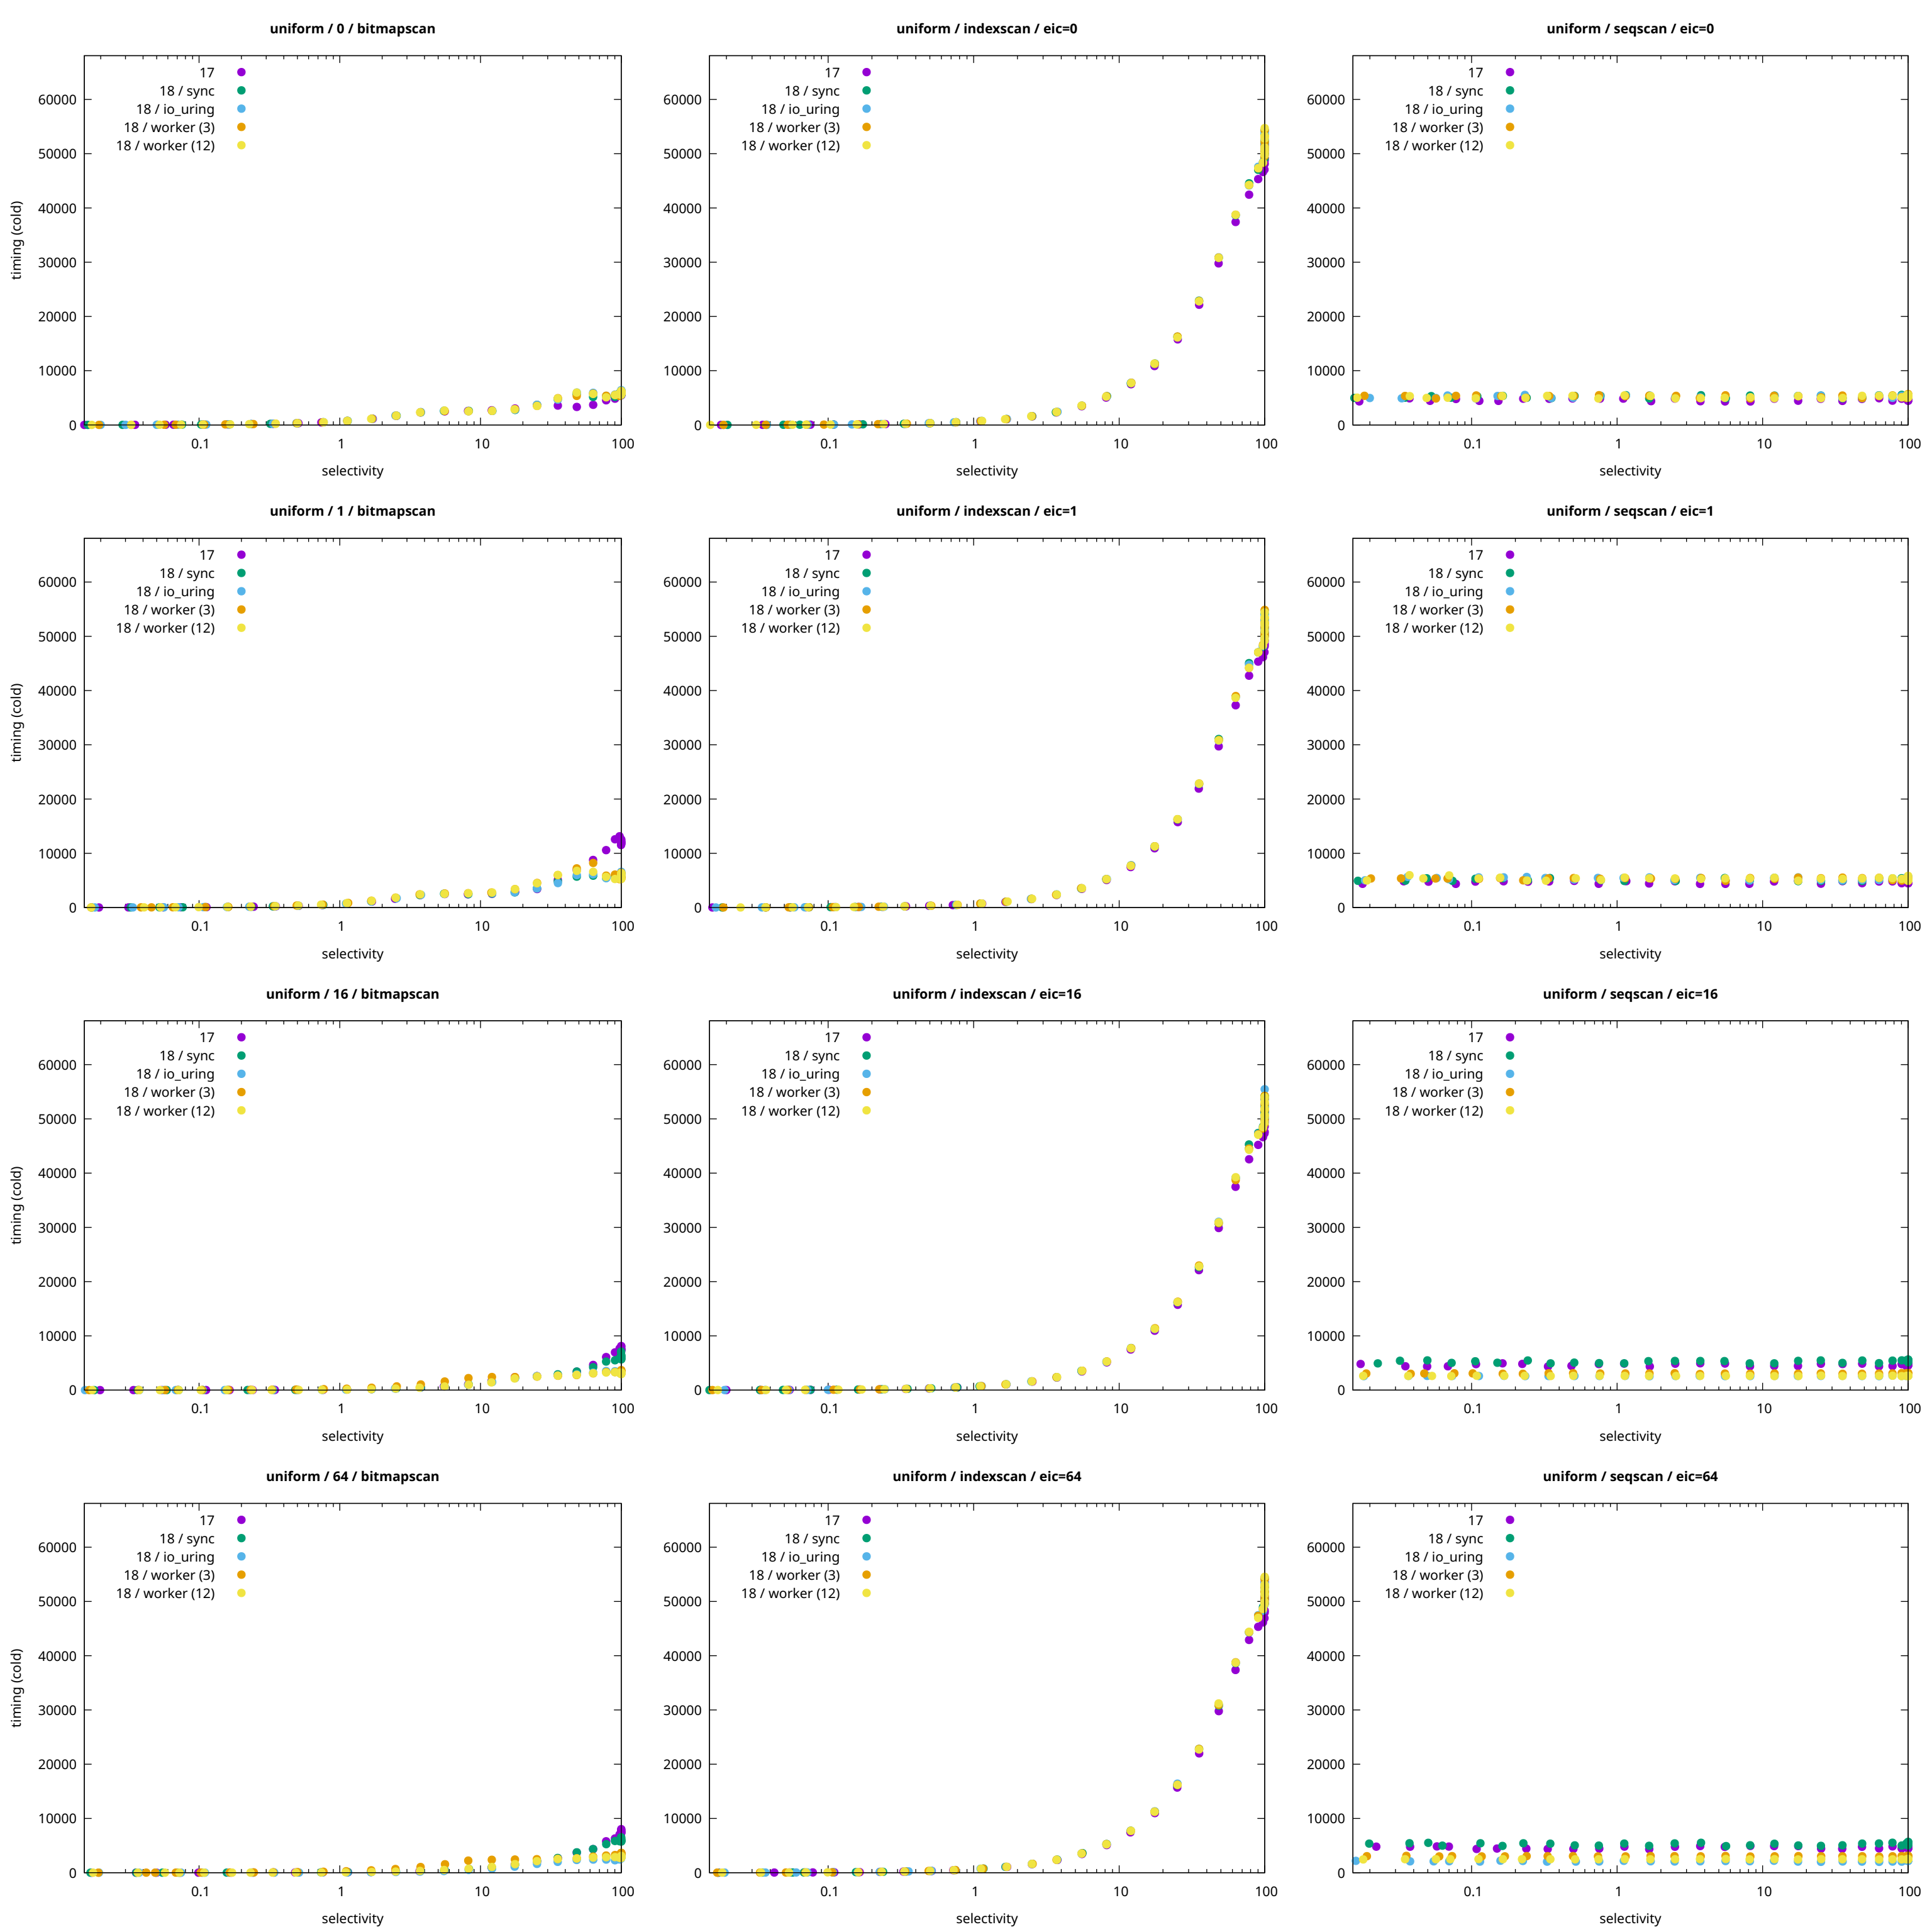 uniform / 0 / bitmapscan
17
18 / sync
18 / io_uring
18 / worker (3)
18 / worker (12)
timing (cold)
60000
50000
40000
30000
20000
10000
0
0.1 1 10 100
selectivity
uniform / indexscan / eic=0
17
18 / sync
18 / io_uring
18 / worker (3)
18 / worker (12)
60000
50000
40000
30000
20000
10000
0
0.1 1 10 100
selectivity
uniform / seqscan / eic=0
17
18 / sync
18 / io_uring
18 / worker (3)
18 / worker (12)
60000
50000
40000
30000
20000
10000
0
0.1 1 10 100
selectivity
uniform / 1 / bitmapscan
17
18 / sync
18 / io_uring
18 / worker (3)
18 / worker (12)
timing (cold)
60000
50000
40000
30000
20000
10000
0
0.1 1 10 100
selectivity
uniform / indexscan / eic=1
17
18 / sync
18 / io_uring
18 / worker (3)
18 / worker (12)
60000
50000
40000
30000
20000
10000
0
0.1 1 10 100
selectivity
uniform / seqscan / eic=1
17
18 / sync
18 / io_uring
18 / worker (3)
18 / worker (12)
60000
50000
40000
30000
20000
10000
0
0.1 1 10 100
selectivity
uniform / 16 / bitmapscan
17
18 / sync
18 / io_uring
18 / worker (3)
18 / worker (12)
timing (cold)
60000
50000
40000
30000
20000
10000
0
0.1 1 10 100
selectivity
uniform / indexscan / eic=16
17
18 / sync
18 / io_uring
18 / worker (3)
18 / worker (12)
60000
50000
40000
30000
20000
10000
0
0.1 1 10 100
selectivity
uniform / seqscan / eic=16
17
18 / sync
18 / io_uring
18 / worker (3)
18 / worker (12)
60000
50000
40000
30000
20000
10000
0
0.1 1 10 100
selectivity
uniform / 64 / bitmapscan
17
18 / sync
18 / io_uring
18 / worker (3)
18 / worker (12)
timing (cold)
60000
50000
40000
30000
20000
10000
0
0.1 1 10 100
selectivity
uniform / indexscan / eic=64
17
18 / sync
18 / io_uring
18 / worker (3)
18 / worker (12)
60000
50000
40000
30000
20000
10000
0
0.1 1 10 100
selectivity
uniform / seqscan / eic=64
17
18 / sync
18 / io_uring
18 / worker (3)
18 / worker (12)
60000
50000
40000
30000
20000
10000
0
0.1 1 10 100
selectivity